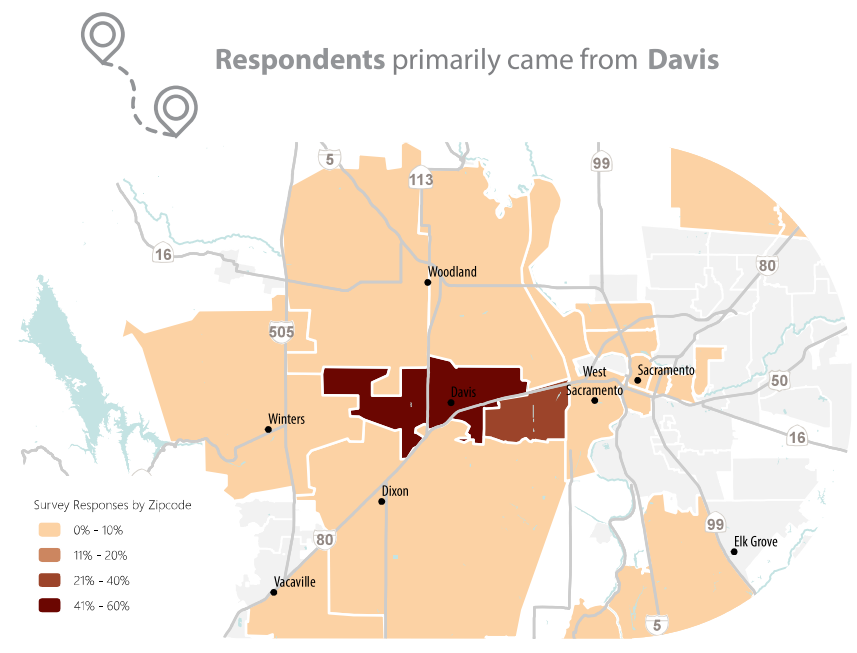 Respondents primarily came from Davis
5
113
99
16
80
Woodland
505
West
Sacramento
Sacramento
50
Davis
Winters
16
Dixon
99
80
Elk Grove
Vacaville
5
Survey Responses by Zipcode
0% - 10%
11% - 20%
21% - 40%
41% - 60%